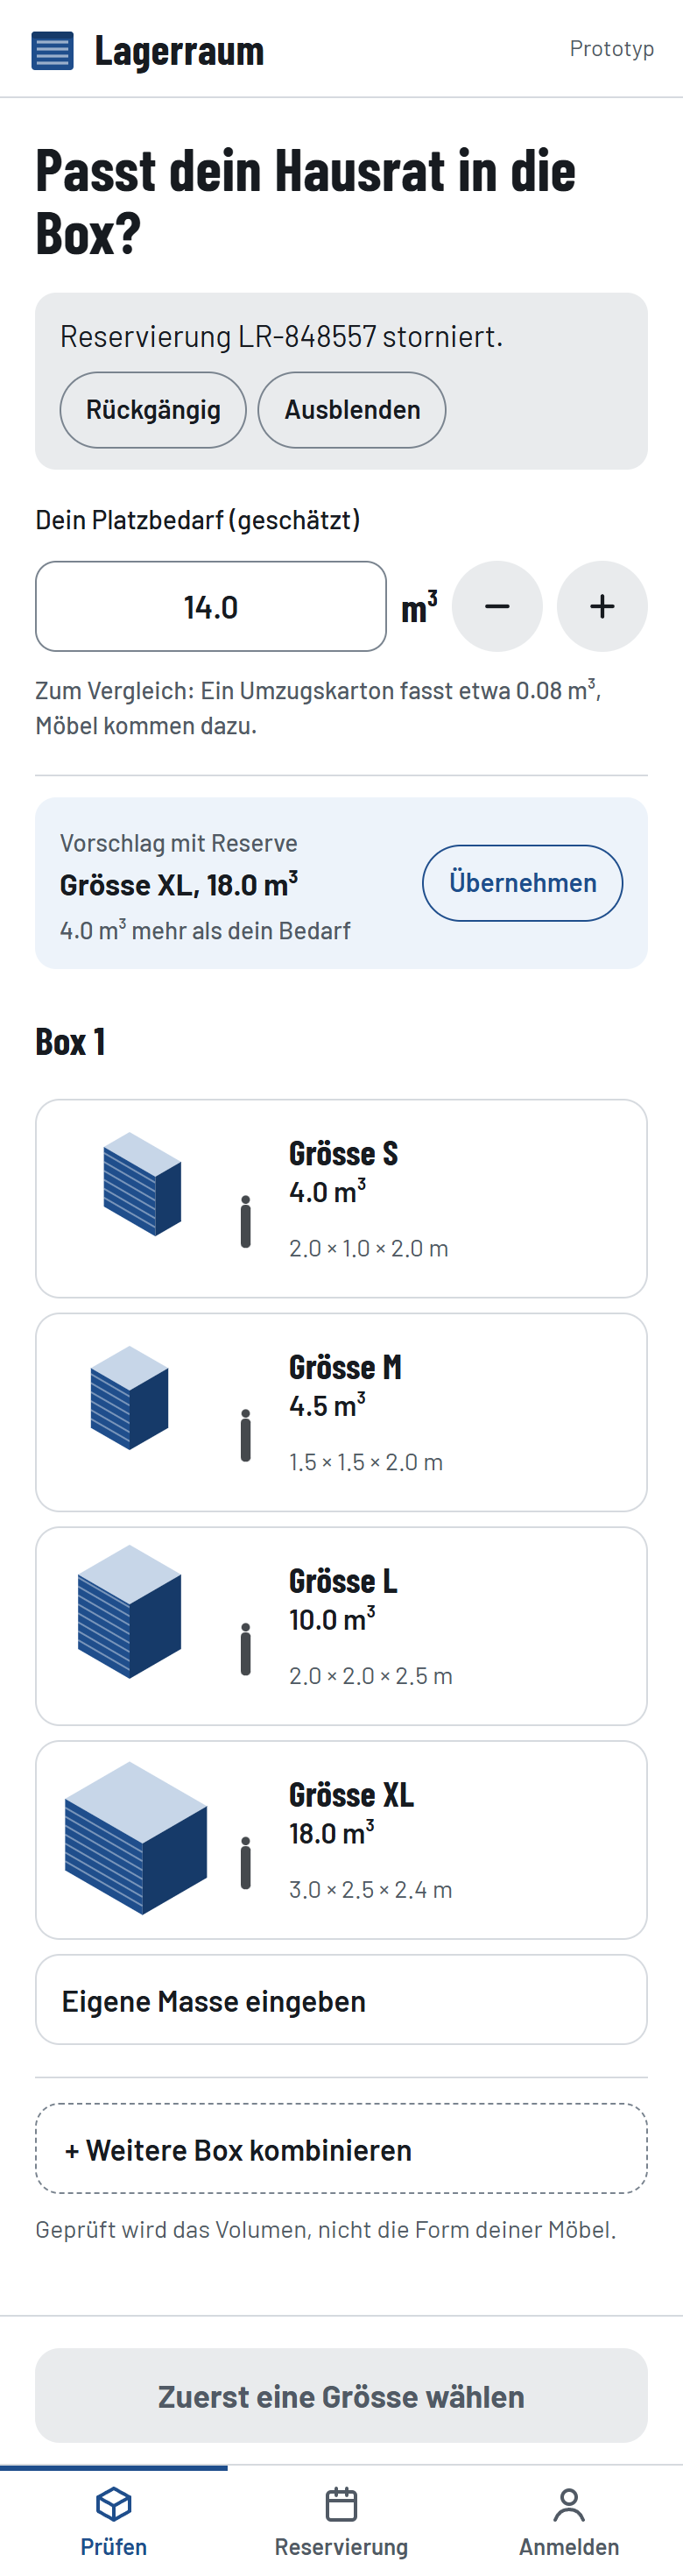 Lagerraum
Prototyp
Passt dein Hausrat in die
Box?
Reservierung LR-848557 storniert.
Rückgängig
Ausblenden
Dein Platzbedarf (geschätzt)
14.0
m³
−
+
Zum Vergleich: Ein Umzugskarton fasst etwa 0.08 m³,
Möbel kommen dazu.
Vorschlag mit Reserve
Grösse XL, 18.0 m³
4.0 m³ mehr als dein Bedarf
Übernehmen
Box 1
Grösse S
4.0 m³
2.0 × 1.0 × 2.0 m
Grösse M
4.5 m³
1.5 × 1.5 × 2.0 m
Grösse L
10.0 m³
2.0 × 2.0 × 2.5 m
Grösse XL
18.0 m³
3.0 × 2.5 × 2.4 m
Eigene Masse eingeben
+ Weitere Box kombinieren
Geprüft wird das Volumen, nicht die Form deiner Möbel.
Zuerst eine Grösse wählen
Prüfen
Reservierung
Anmelden